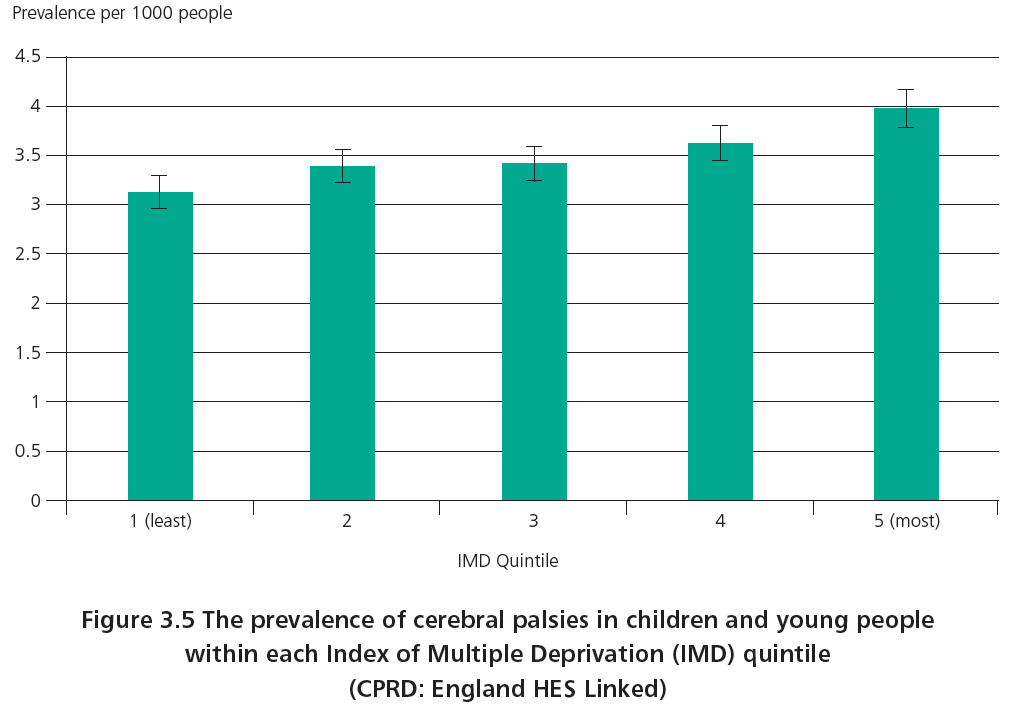 Prevalence per 1000 people
4.5
4
3.5
3
2.5
2
1.5
1
0.5
0
1 (least) 2 3 4 5 (most)
IMD Quintile
Figure 3.5 The prevalence of cerebral palsies in children and young people
within each Index of Multiple Deprivation (IMD) quintile
(CPRD: England HES Linked)